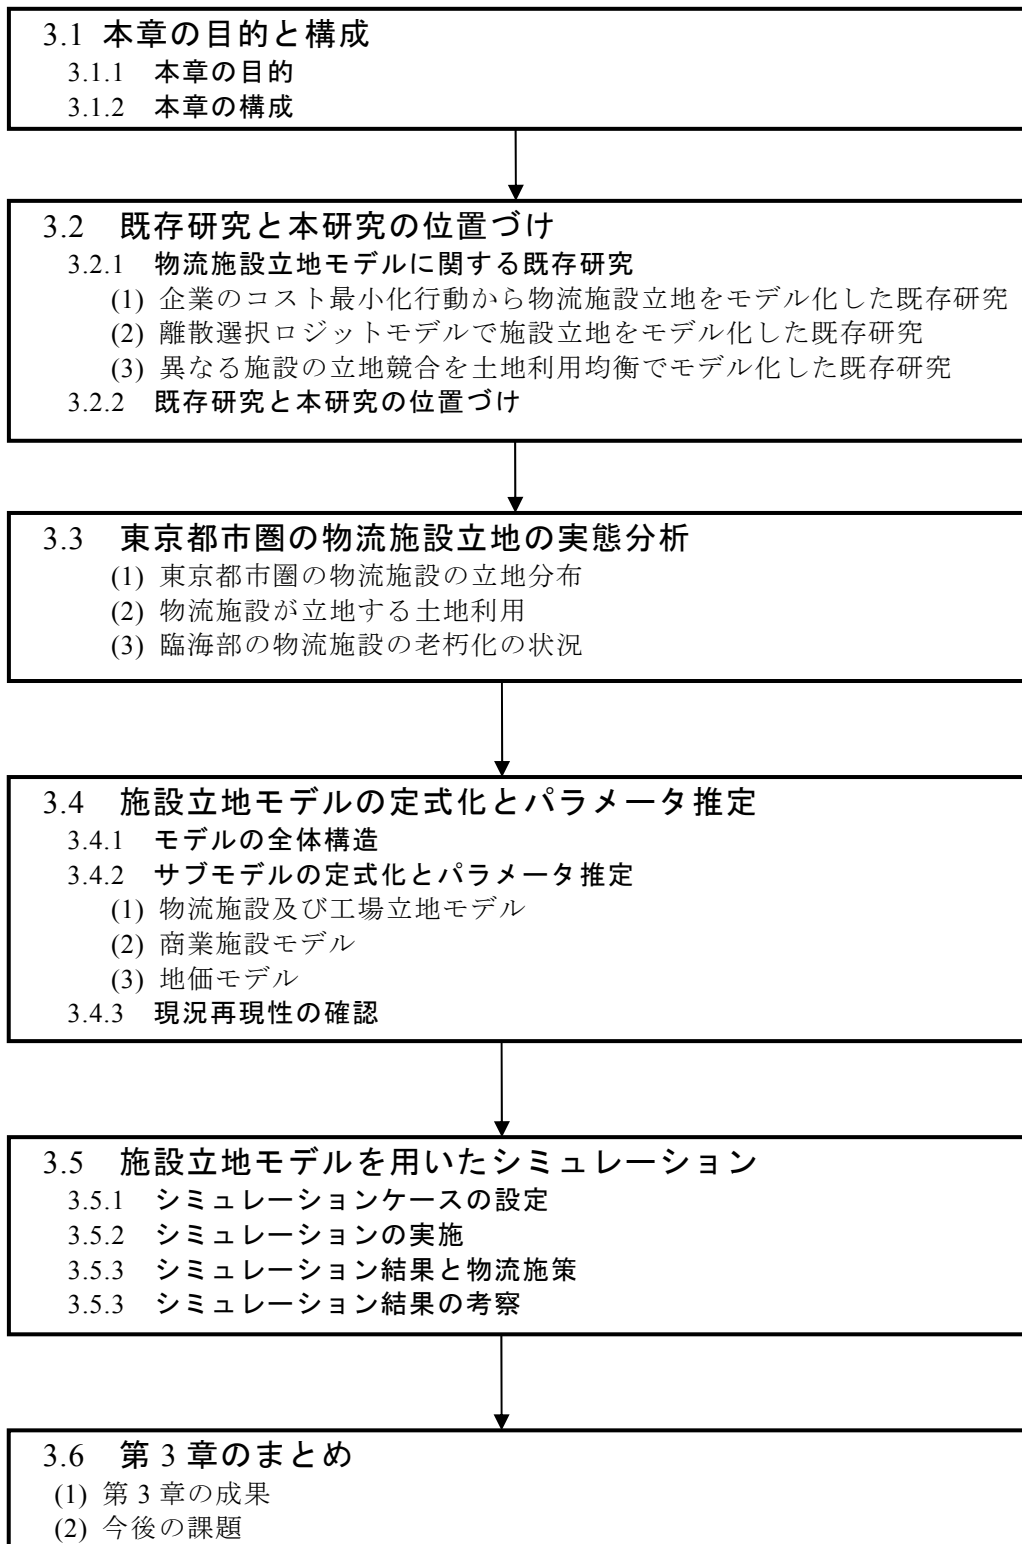 3.1 本章の目的と構成
3.1.1 本章の目的
3.1.2 本章の構成
3.2 既存研究と本研究の位置づけ
3.2.1 物流施設立地モデルに関する既存研究
(1) 企業のコスト最小化行動から物流施設立地をモデル化した既存研究
(2) 離散選択ロジットモデルで施設立地をモデル化した既存研究
(3) 異なる施設の立地競合を土地利用均衡でモデル化した既存研究
3.2.2 既存研究と本研究の位置づけ
3.3 東京都市圏の物流施設立地の実態分析
(1) 東京都市圏の物流施設の立地分布
(2) 物流施設が立地する土地利用
(3) 臨海部の物流施設の老朽化の状況
3.4 施設立地モデルの定式化とパラメータ推定
3.4.1 モデルの全体構造
3.4.2 サブモデルの定式化とパラメータ推定
(1) 物流施設及び工場立地モデル
(2) 商業施設モデル
(3) 地価モデル
3.4.3 現況再現性の確認
3.5 施設立地モデルを用いたシミュレーション
3.5.1 シミュレーションケースの設定
3.5.2 シミュレーションの実施
3.5.3 シミュレーション結果と物流施策
3.5.3 シミュレーション結果の考察
3.6 第 3 章のまとめ
(1) 第 3 章の成果
(2) 今後の課題